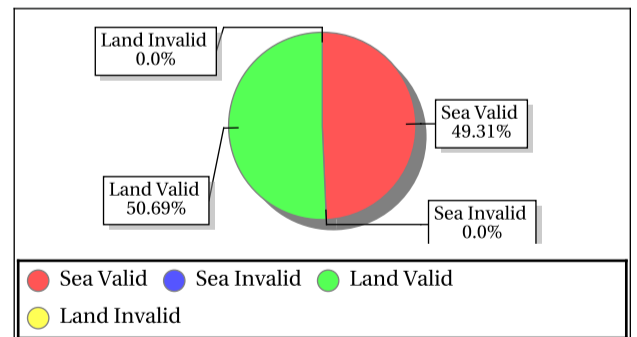 Land Invalid
0.0%
Sea Valid
49.31%
Land Valid
50.69%
Sea Invalid
0.0%
Sea Valid Sea Invalid Land Valid
Land Invalid